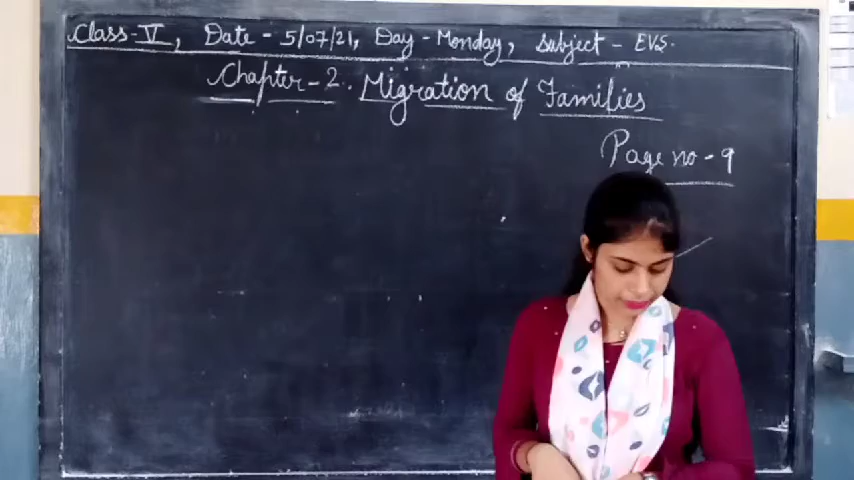 Class-V, Date - 5/07/21, Day - Monday, Subject - EVS.
Chapter-2. Migration of Families
Page no - 9